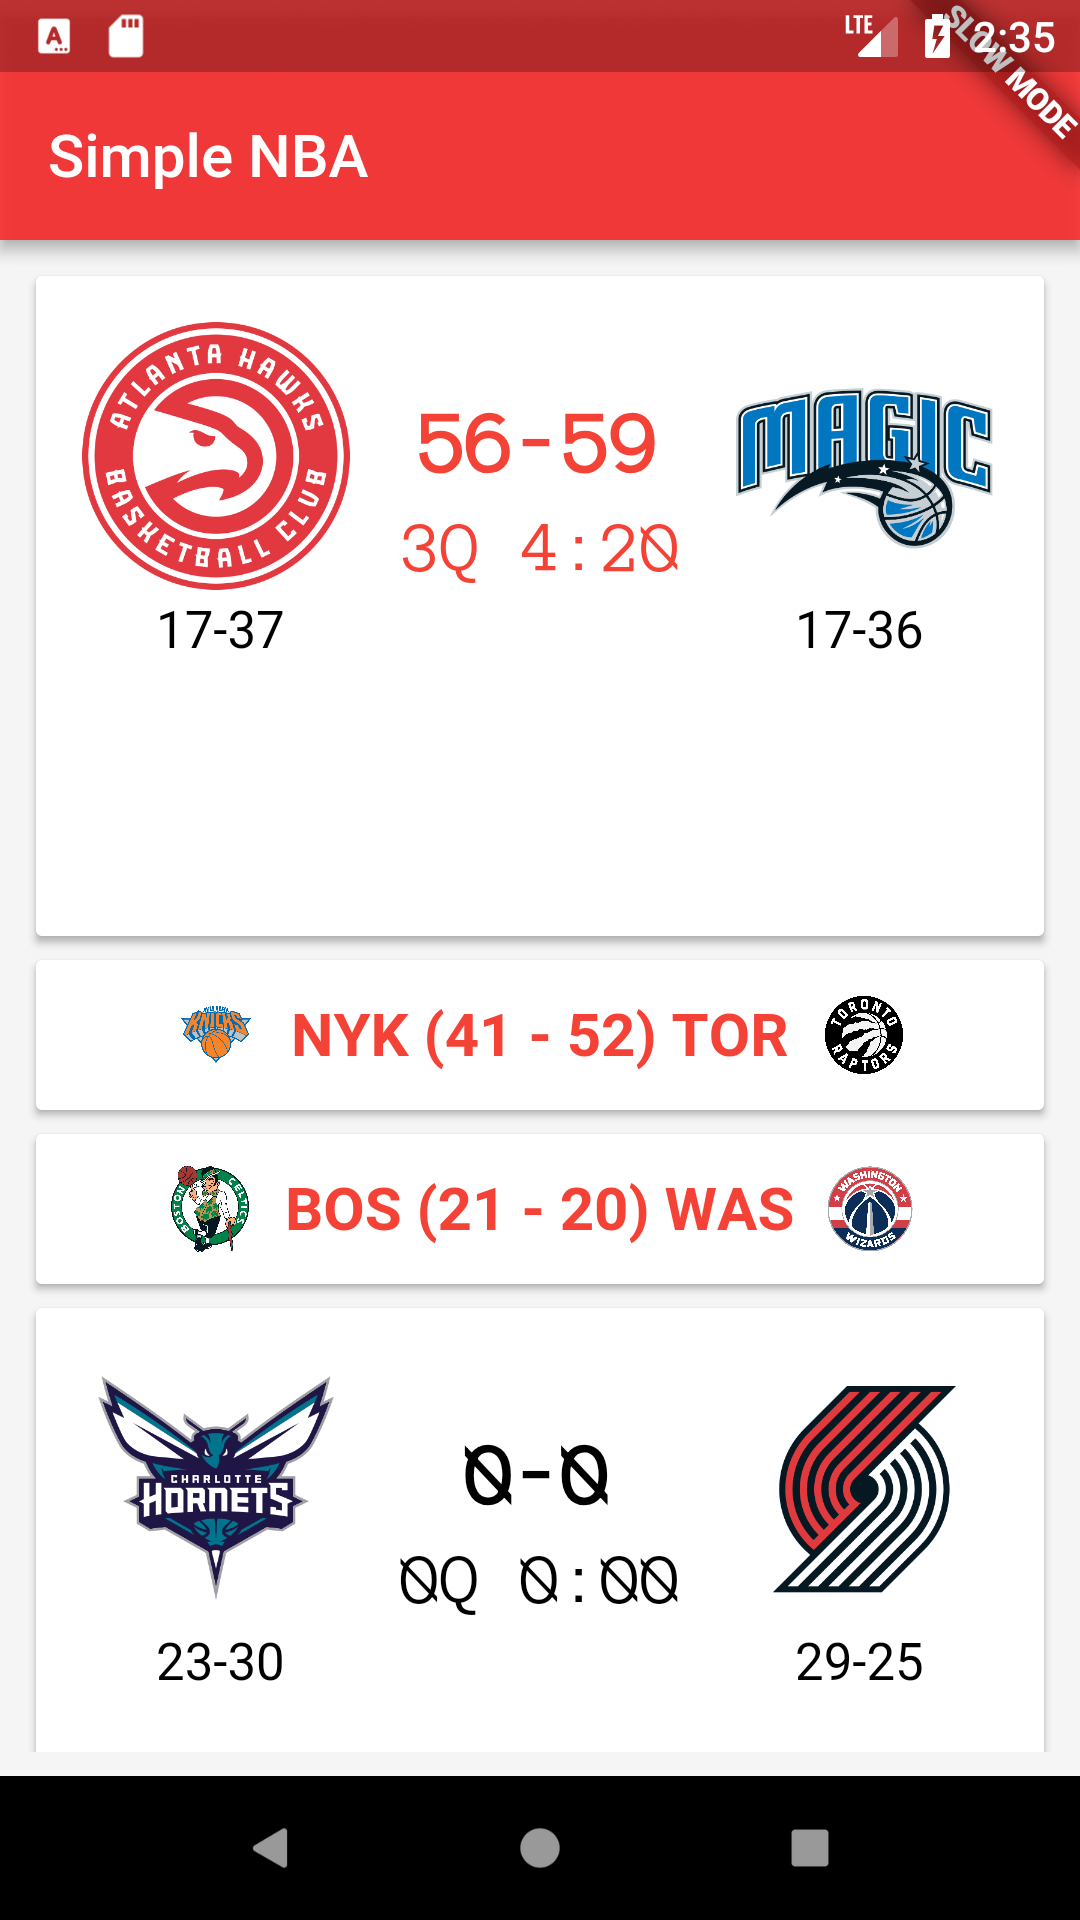 LTE
2:35
SLOW MODE
Simple NBA
ATLANTA HAWKS
BASKETBALL CLUB
MAGIC
56-59
3Q 4:20
17-37
17-36
KNICKS
NYK (41 - 52) TOR
TORONTO
RAPTORS
BOSTON
CELTICS
BOS (21 - 20) WAS
WASHINGTON
WIZARDS
CHARLOTTE
HORNETS
0-0
0Q 0:00
23-30
29-25